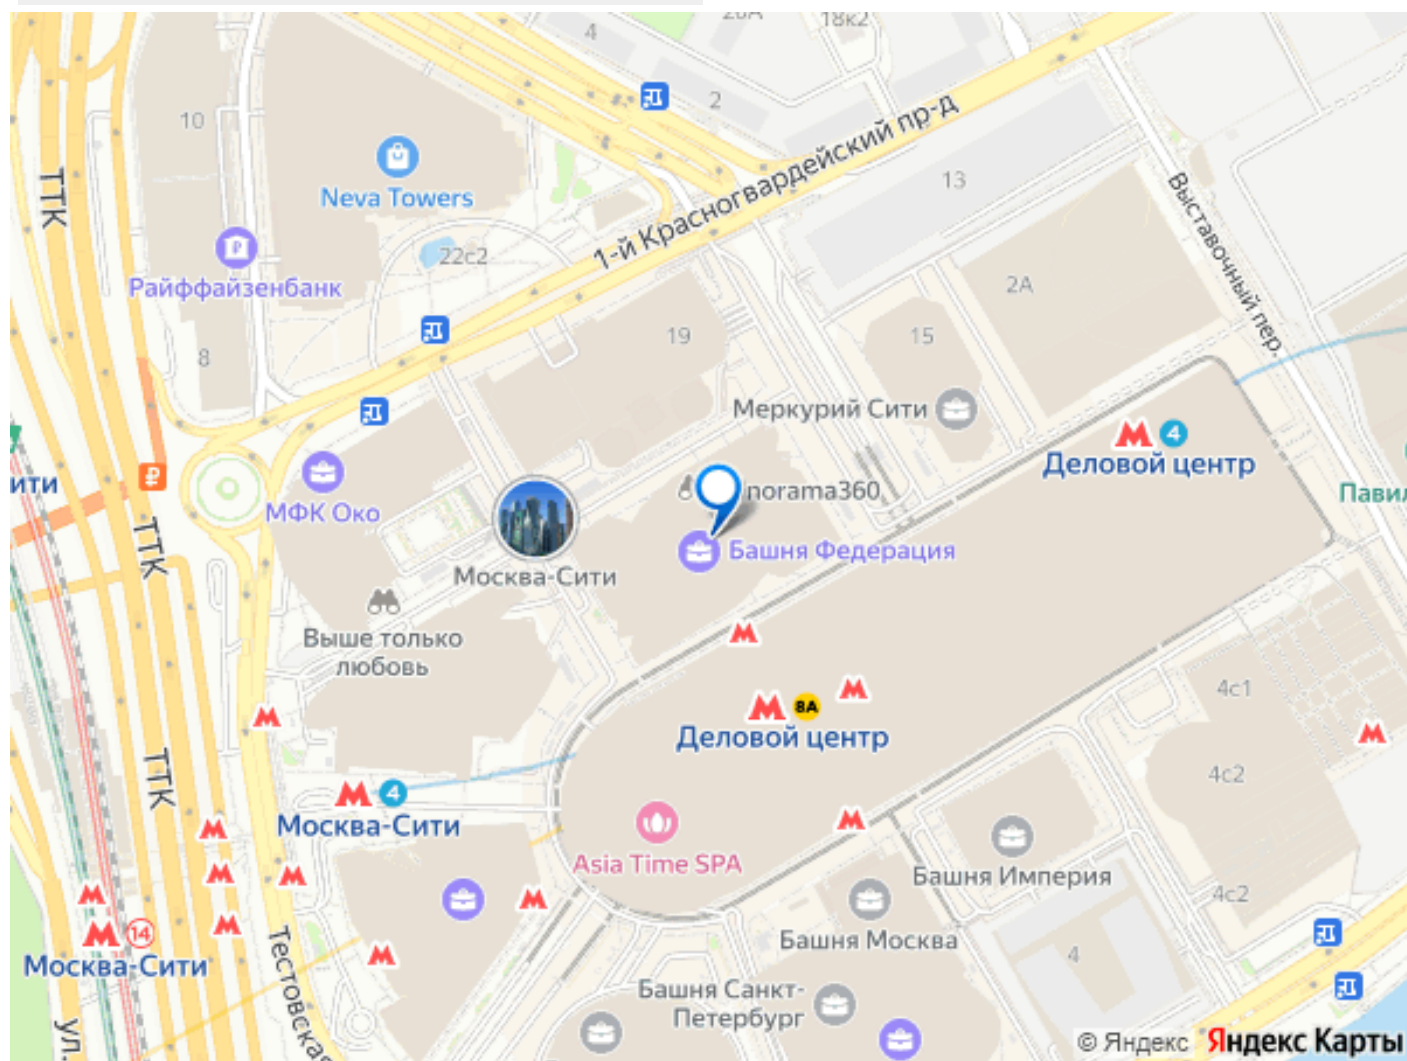 18к2
4
2
10
1-й Красногвардейский пр-д
ТТК
Neva Towers
13
Выставочный пер.
22с2
Райффайзенбанк
2А
19
15
8
Меркурий Сити
4
Деловой центр
ити
norama360
Павил
МФК Око
ТТК
Башня Федерация
Москва-Сити
Выше только
любовь
4с1
8А
Деловой центр
ТТК
4с2
4
Москва-Сити
Asia Time SPA
Башня Империя
4с2
14
Башня Москва
Москва-Сити
Тестовская
4
Башня Санкт-
Петербург
ул.
© Яндекс Яндекс Карты